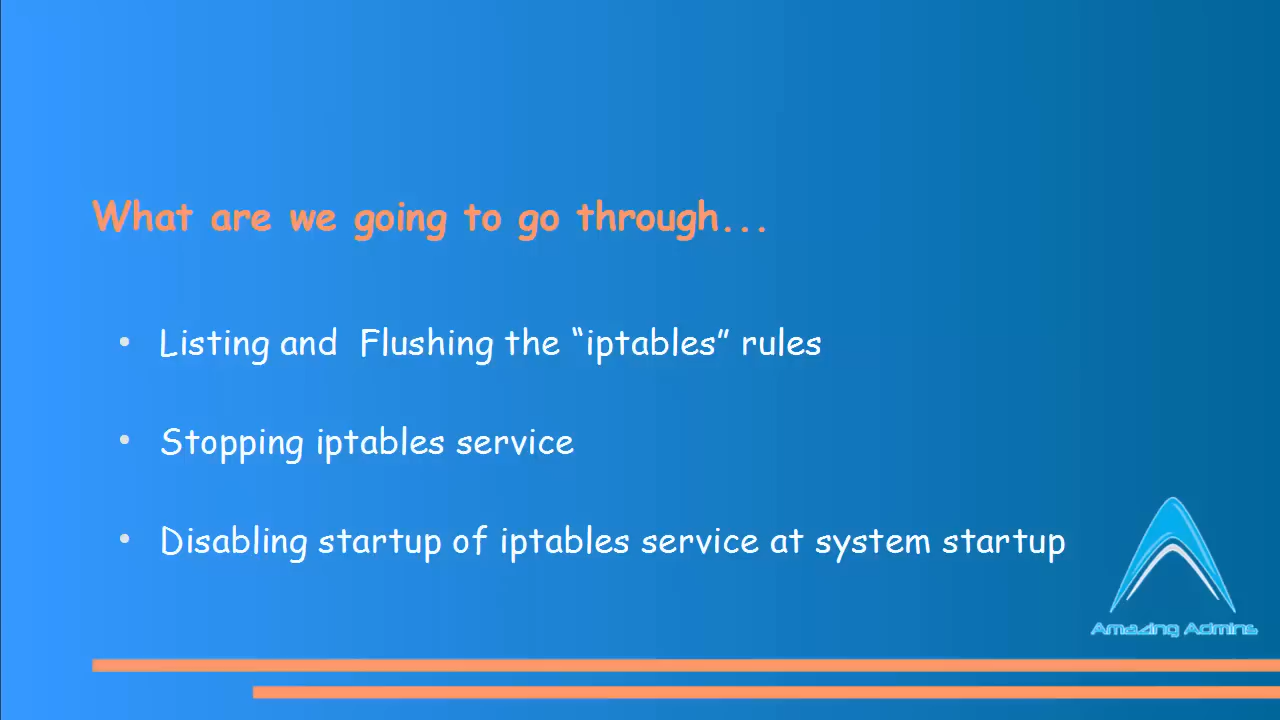 What are we going to go through...
• Listing and Flushing the “iptables” rules
• Stopping iptables service
• Disabling startup of iptables service at system startup
Amazing Admins